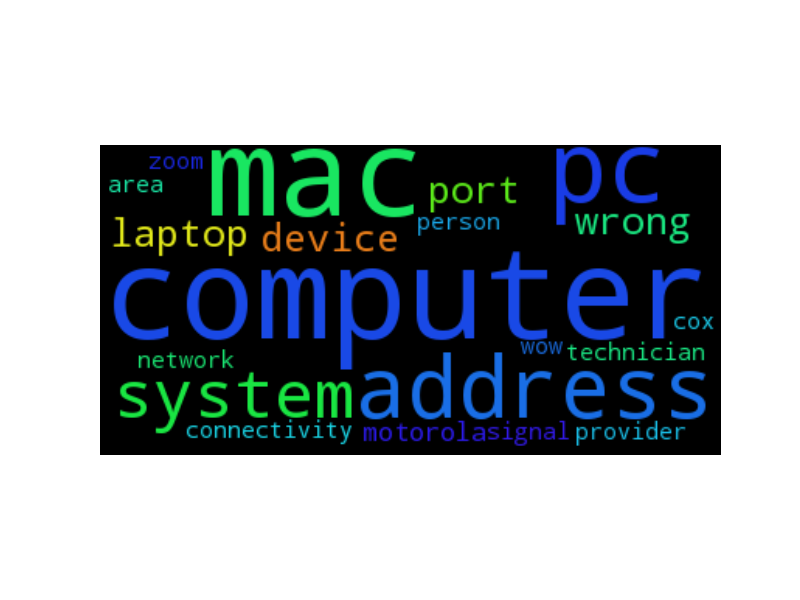 zoom
mac
pc
area
port
wrong
person
laptop
device
computer
cox
wow
technician
network
system
address
connectivity
motorola
signal
provider